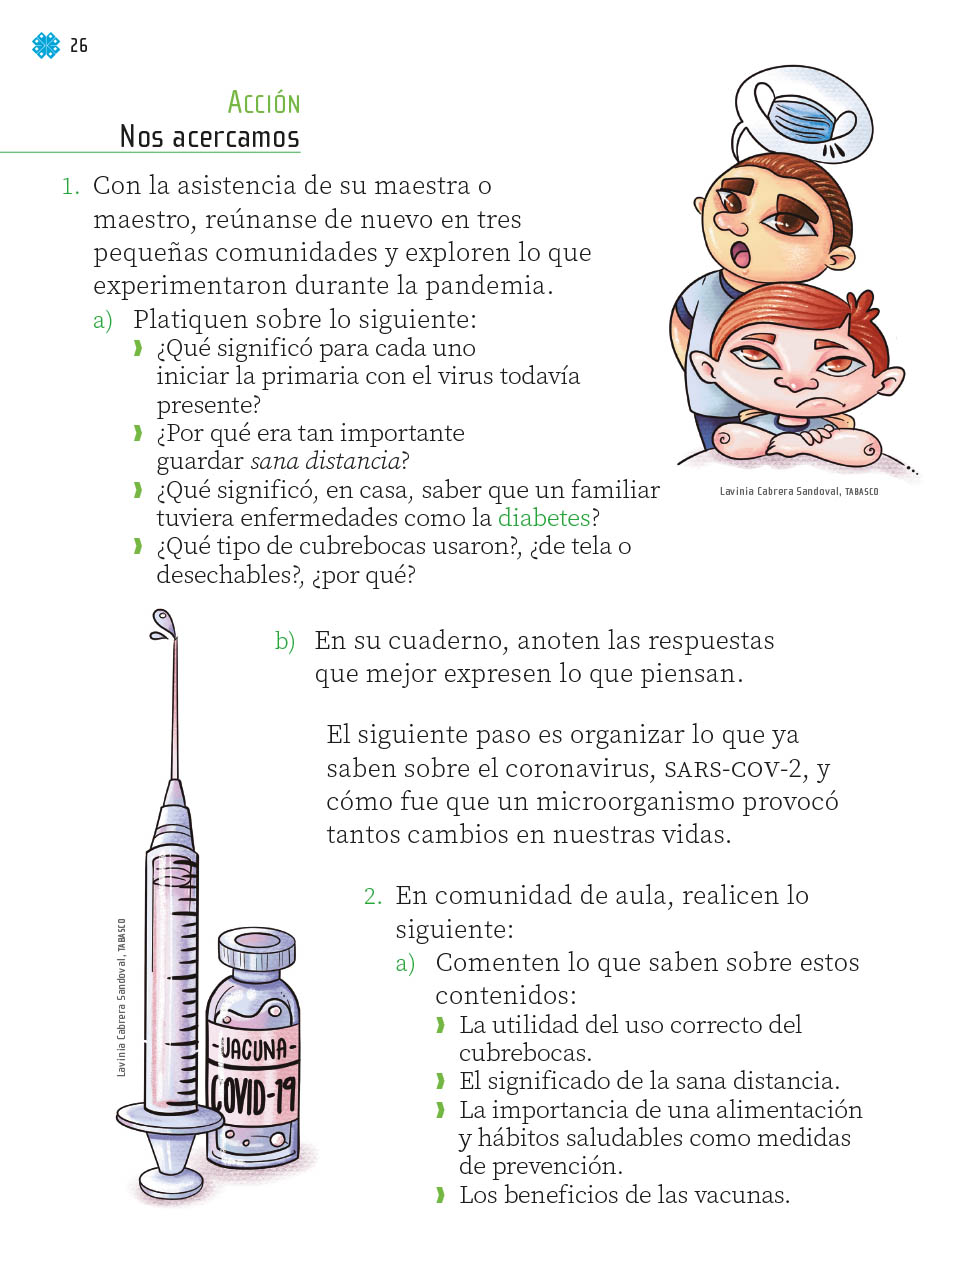 26
Acción
Nos acercamos
1. Con la asistencia de su maestra o
maestro, reúnanse de nuevo en tres
pequeñas comunidades y exploren lo que
experimentaron durante la pandemia.
a) Platiquen sobre lo siguiente:
¿Qué significó para cada uno
iniciar la primaria con el virus todavía
presente?
¿Por qué era tan importante
guardar sana distancia?
¿Qué significó, en casa, saber que un familiar
tuviera enfermedades como la diabetes?
¿Qué tipo de cubrebocas usaron?, ¿de tela o
desechables?, ¿por qué?
Lavinia Cabrera Sandoval, TABASCO
b) En su cuaderno, anoten las respuestas
que mejor expresen lo que piensan.
El siguiente paso es organizar lo que ya
saben sobre el coronavirus, SARS-COV-2, y
cómo fue que un microorganismo provocó
tantos cambios en nuestras vidas.
2. En comunidad de aula, realicen lo
siguiente:
a) Comenten lo que saben sobre estos
contenidos:
La utilidad del uso correcto del
cubrebocas.
El significado de la sana distancia.
La importancia de una alimentación
y hábitos saludables como medidas
de prevención.
Los beneficios de las vacunas.
Lavinia Cabrera Sandoval, TABASCO
-VACUNA-
COVID-19